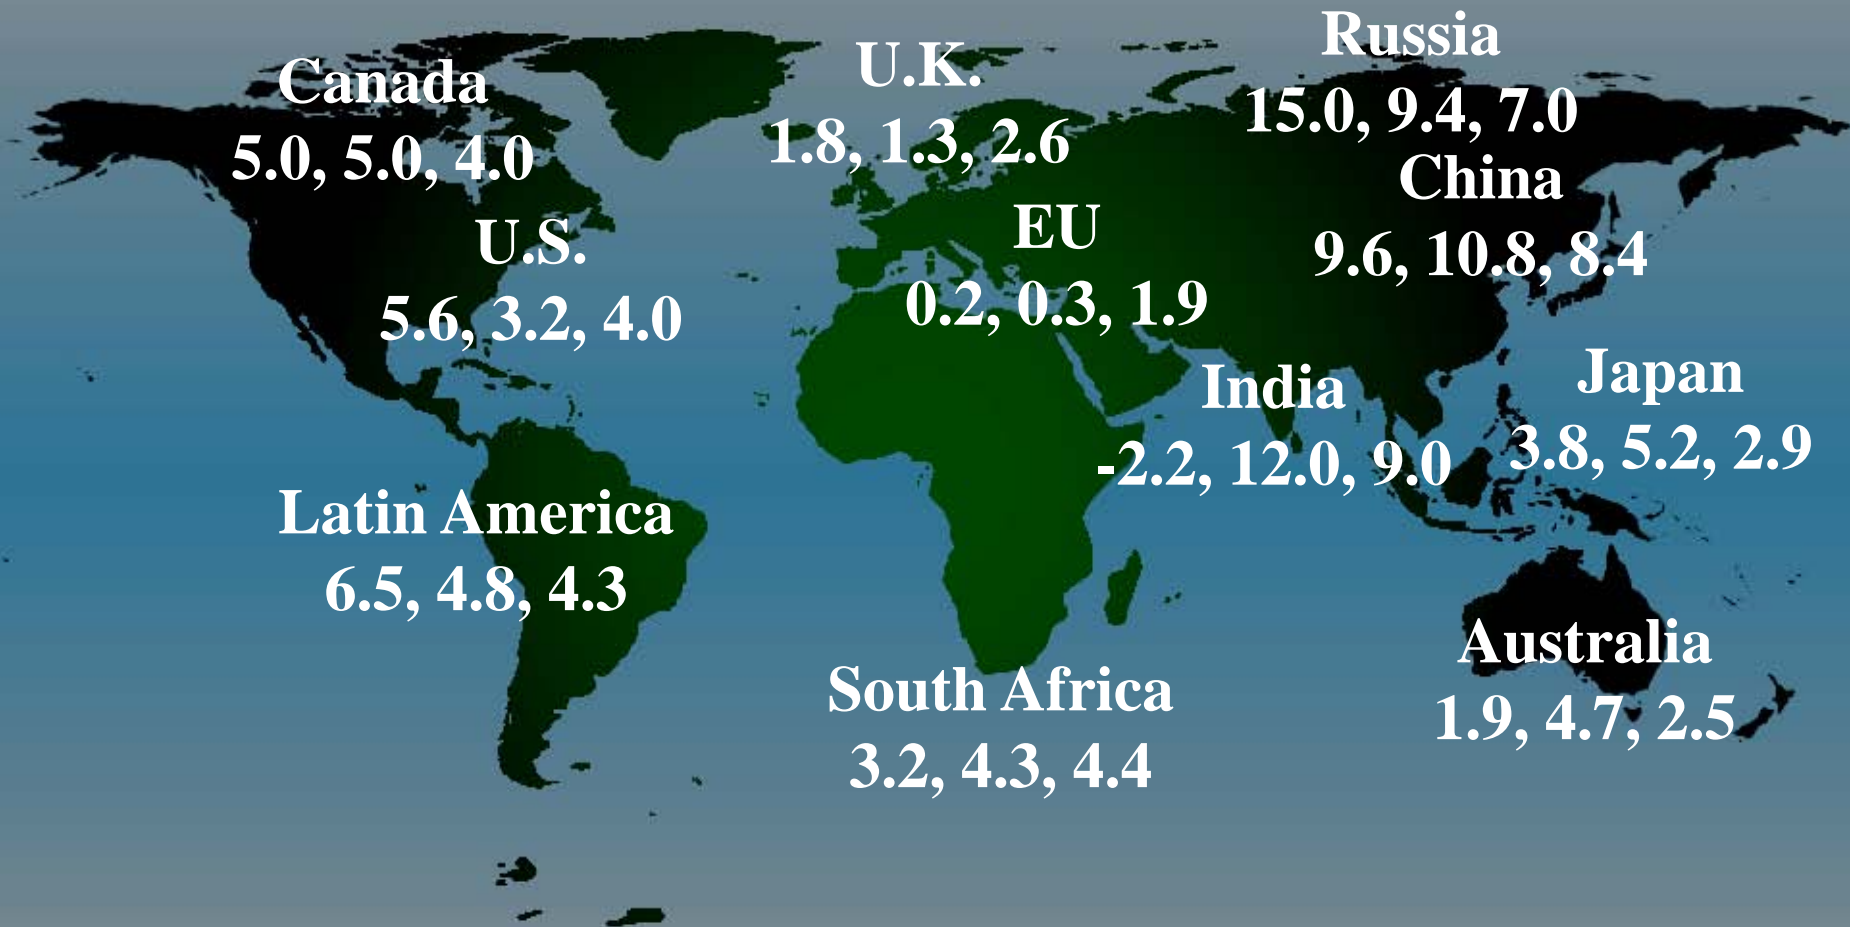 Canada
5.0, 5.0, 4.0
U.S.
5.6, 3.2, 4.0
Latin America
6.5, 4.8, 4.3
U.K.
1.8, 1.3, 2.6
EU
0.2, 0.3, 1.9
South Africa
3.2, 4.3, 4.4
Russia
15.0, 9.4, 7.0
China
9.6, 10.8, 8.4
India
-2.2, 12.0, 9.0
Japan
3.8, 5.2, 2.9
Australia
1.9, 4.7, 2.5